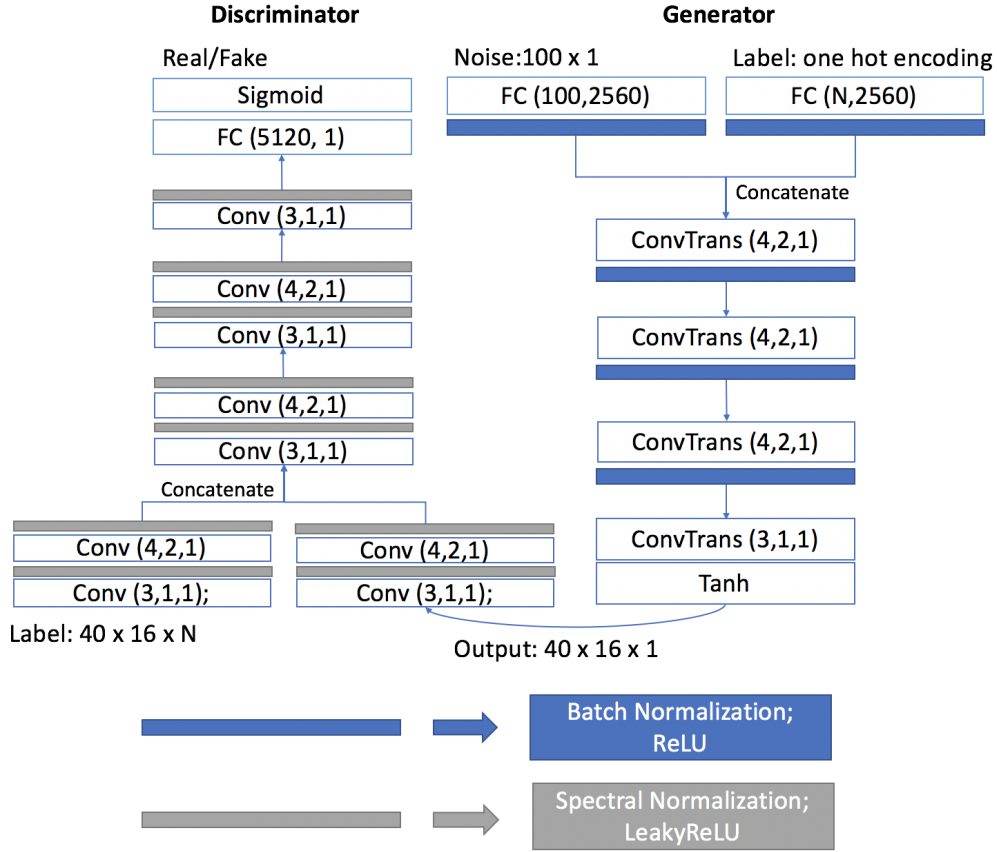 Discriminator
Real/Fake
Sigmoid
FC (5120, 1)
Conv (3,1,1)
Conv (4,2,1)
Conv (3,1,1)
Conv (4,2,1)
Conv (3,1,1)
Concatenate
Conv (4,2,1)
Conv (3,1,1);
Label: 40 x 16 x N
Conv (4,2,1)
Conv (3,1,1);
Generator
Noise:100 x 1
FC (100,2560)
Label: one hot encoding
FC (N,2560)
Concatenate
ConvTrans (4,2,1)
ConvTrans (4,2,1)
ConvTrans (4,2,1)
ConvTrans (3,1,1)
Tanh
Output: 40 x 16 x 1
Batch Normalization;
ReLU
Spectral Normalization;
LeakyReLU